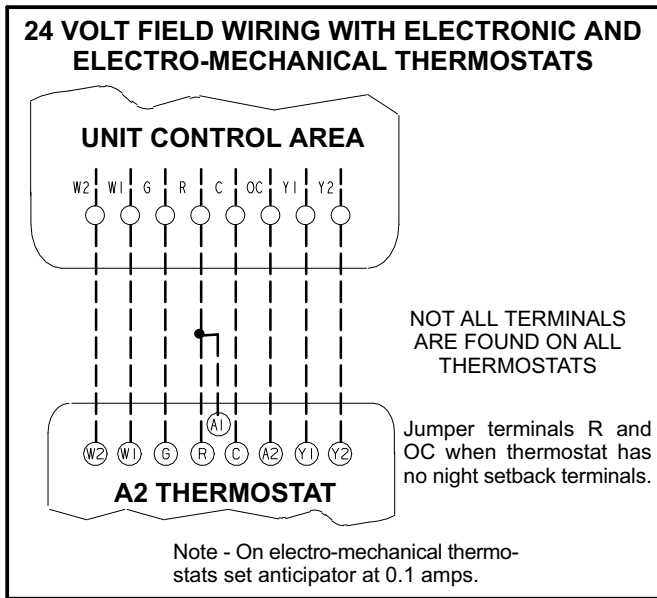 24 VOLT FIELD WIRING WITH ELECTRONIC AND
ELECTRO-MECHANICAL THERMOSTATS
UNIT CONTROL AREA
W2 W1 G R C OC Y1 Y2
NOT ALL TERMINALS
ARE FOUND ON ALL
THERMOSTATS
A1
W2 W1 G R C A2 Y1 Y2
Jumper terminals R and
OC when thermostat has
no night setback terminals.
A2 THERMOSTAT
Note - On electro-mechanical thermo-
stats set anticipator at 0.1 amps.